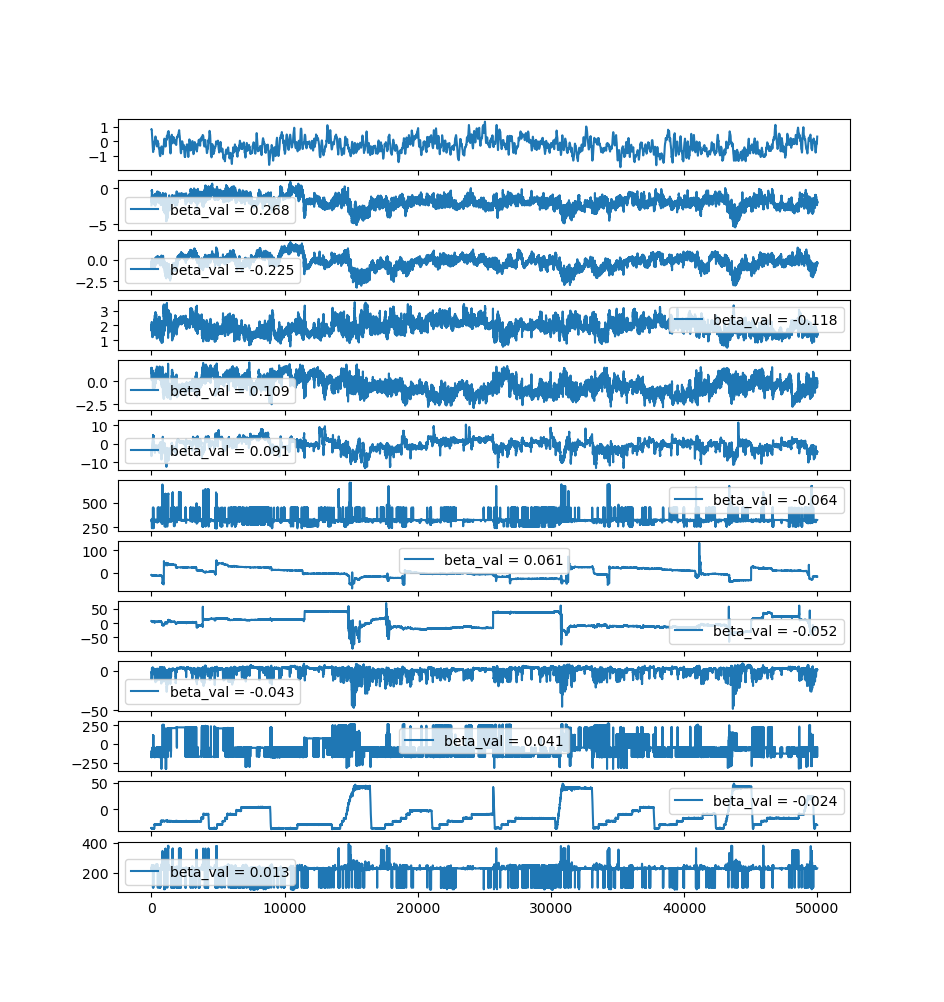 1
0
−1
0
−5
beta_val = 0.268
0.0
−2.5
beta_val = -0.225
3
2
1
beta_val = -0.118
0.0
−2.5
beta_val = 0.109
10
0
−10
beta_val = 0.091
500
250
beta_val = -0.064
100
0
beta_val = 0.061
50
0
−50
beta_val = -0.052
0
−50
beta_val = -0.043
250
0
−250
beta_val = 0.041
50
0
beta_val = -0.024
400
200
beta_val = 0.013
0 10000 20000 30000 40000 50000